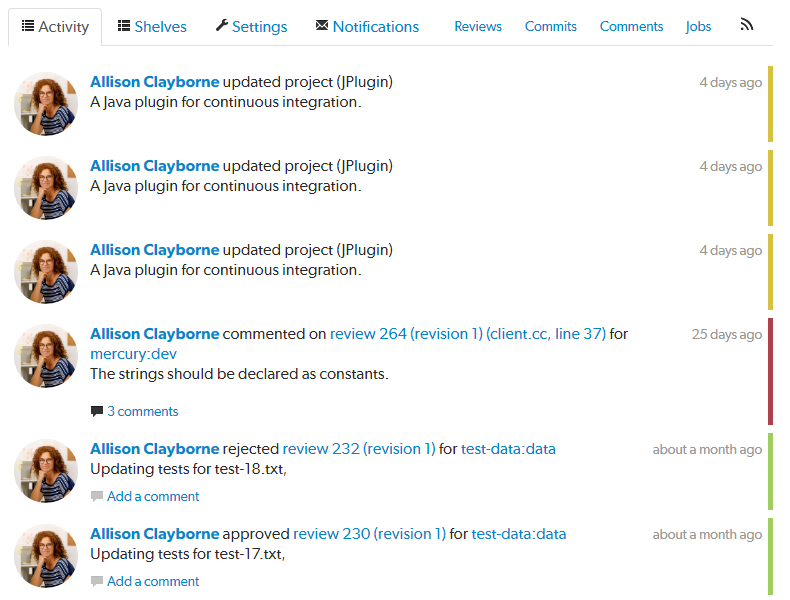 Activity Shelves Settings Notifications Reviews Commits Comments Jobs
Allison Clayborne updated project (JPlugin) 4 days ago
A Java plugin for continuous integration.
Allison Clayborne updated project (JPlugin) 4 days ago
A Java plugin for continuous integration.
Allison Clayborne updated project (JPlugin) 4 days ago
A Java plugin for continuous integration.
Allison Clayborne commented on review 264 (revision 1) (client.cc, line 37) for 25 days ago
mercury:dev
The strings should be declared as constants.
3 comments
Allison Clayborne rejected review 232 (revision 1) for test-data:data about a month ago
Updating tests for test-18.txt,
Add a comment
Allison Clayborne approved review 230 (revision 1) for test-data:data about a month ago
Updating tests for test-17.txt,
Add a comment